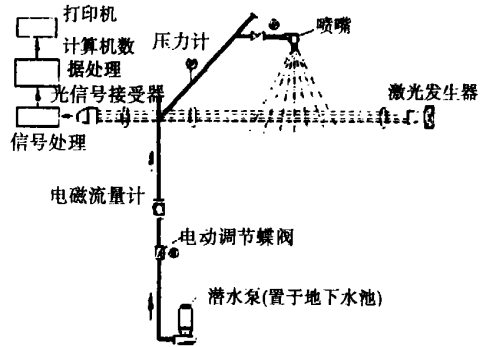 打印机
计算机数
据处理
光信号接受器
信号处理
压力计
喷嘴
激光发生器
电磁流量计
电动调节蝶阀
潜水泵(置于地下水池)